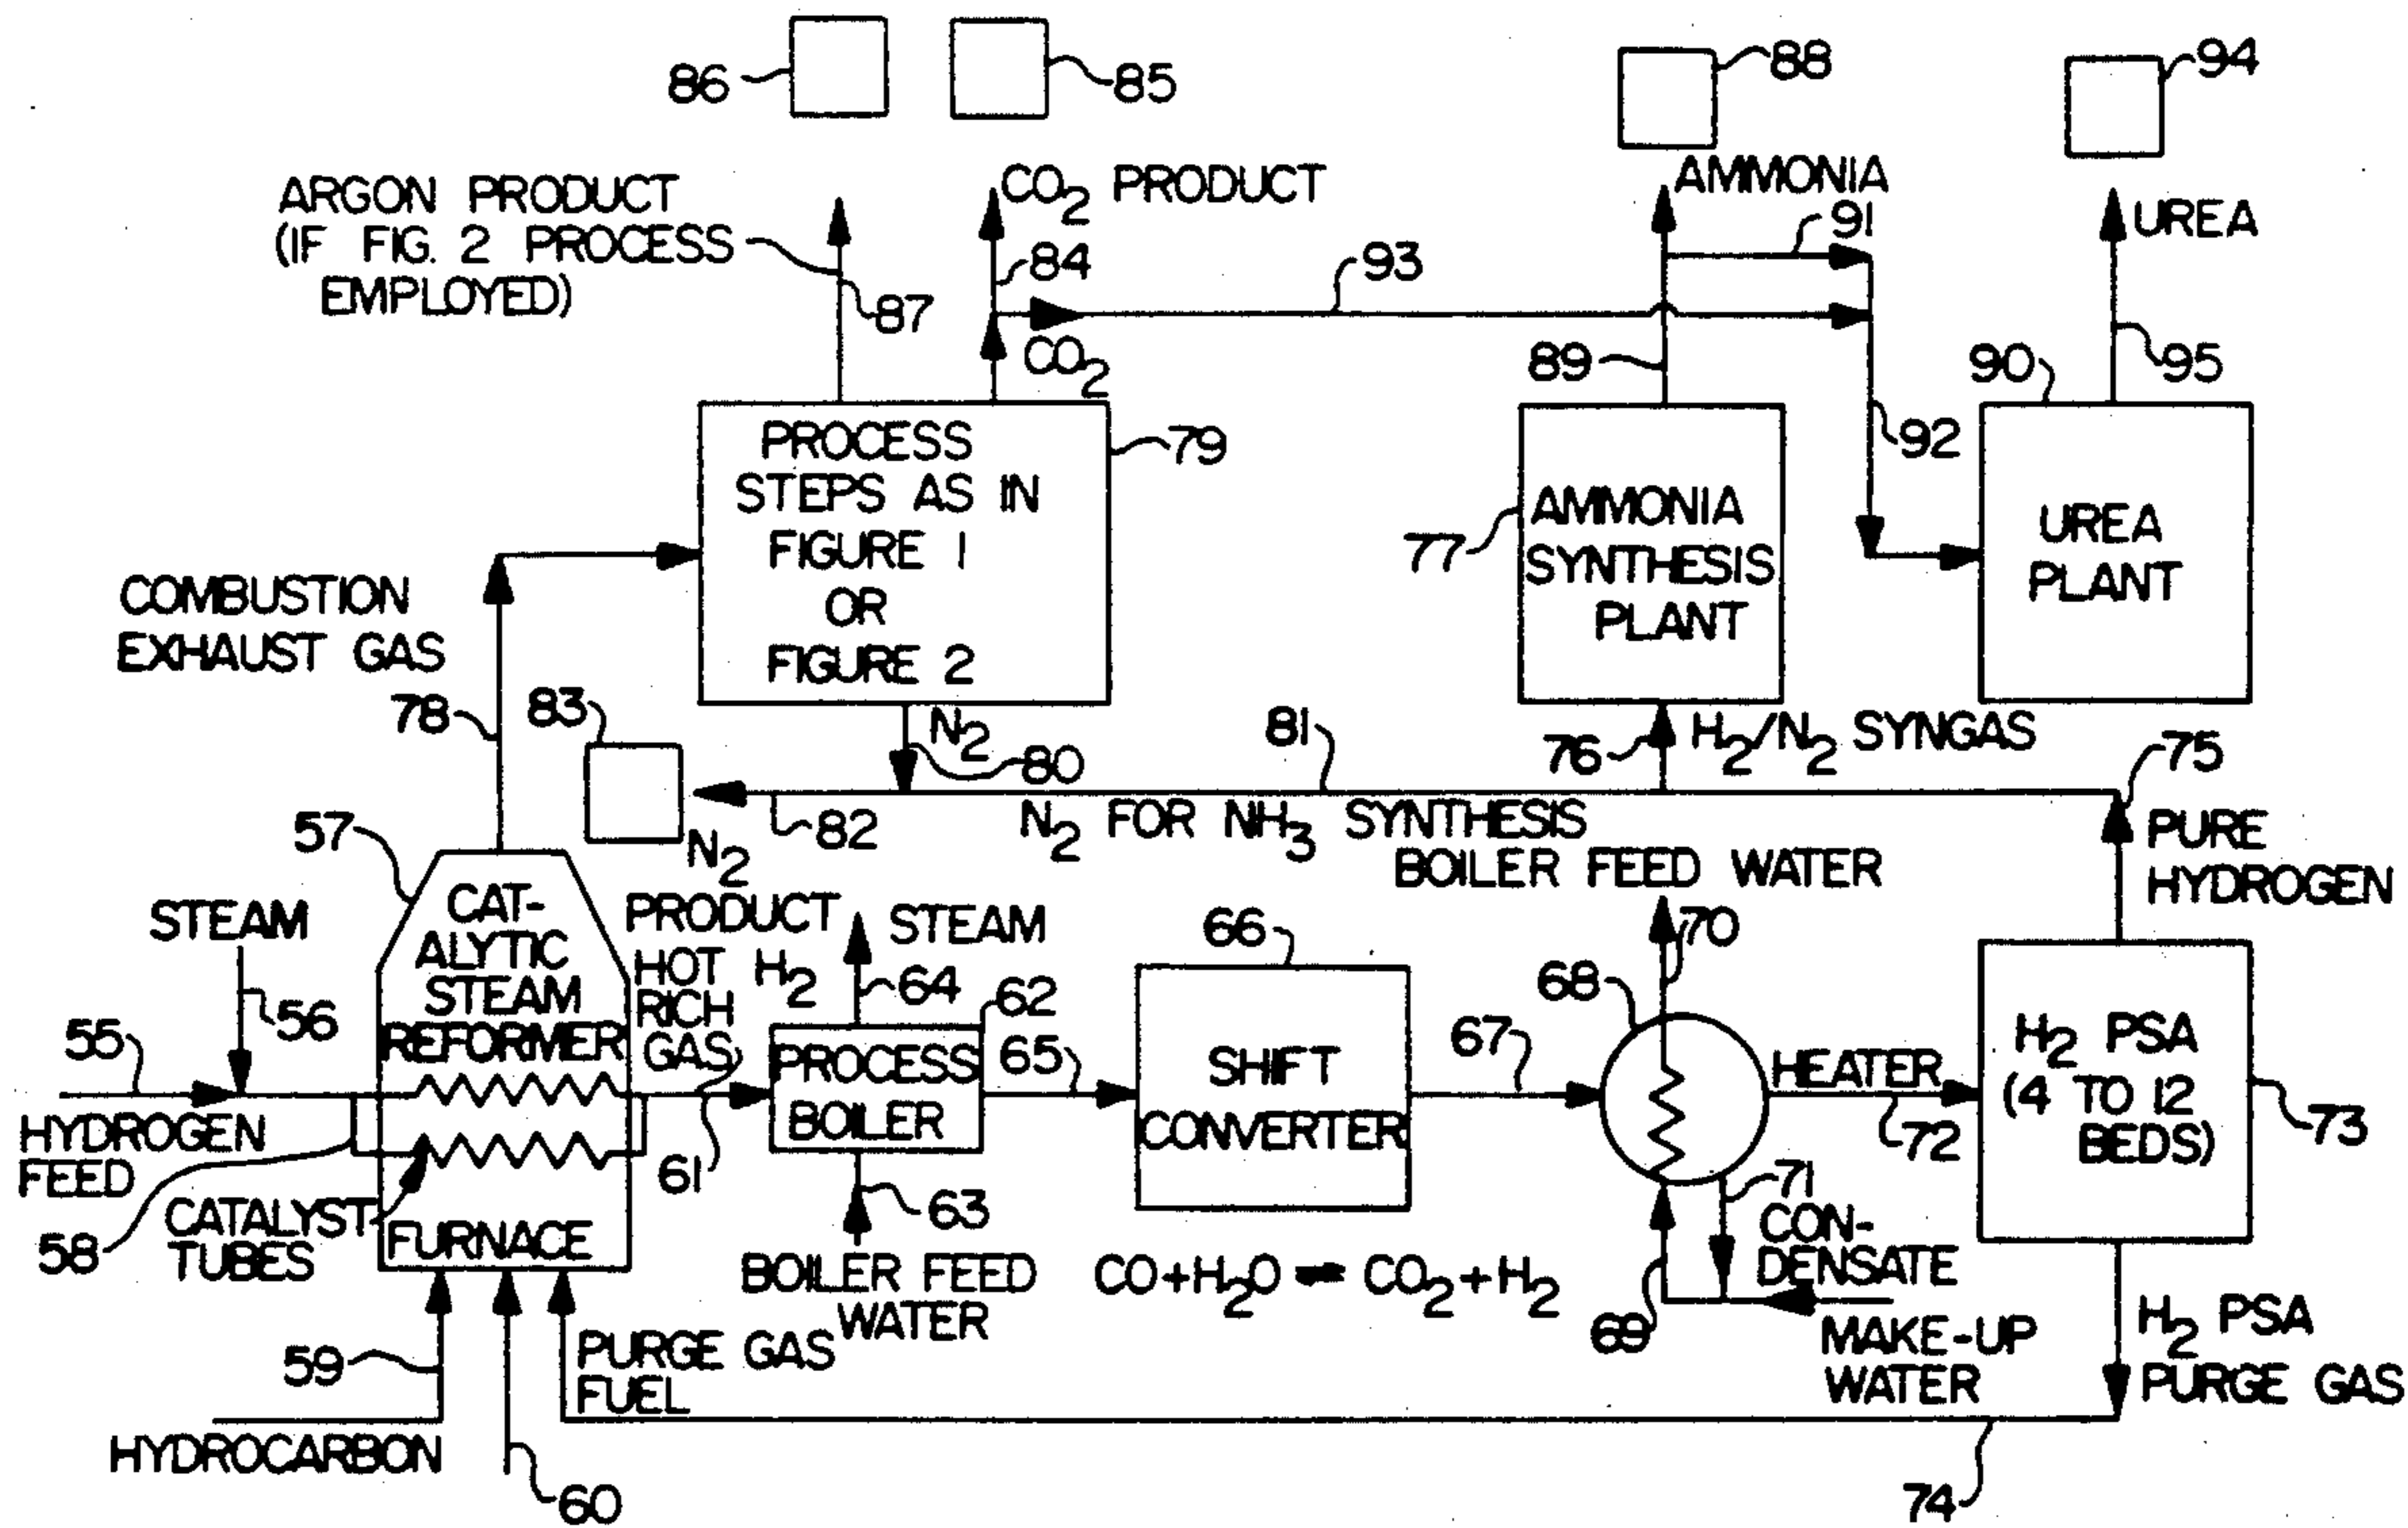 86
85
88
94
ARGON PRODUCT
(IF FIG. 2 PROCESS
EMPLOYED)
87
CO2 PRODUCT
84
93
CO2
AMMONIA
91
89
UREA
90
95
92
PROCESS
STEPS AS IN
FIGURE 1
OR
FIGURE 2
79
77
AMMONIA
SYNTHESIS
PLANT
UREA
PLANT
COMBUSTION
EXHAUST GAS
78
83
N2
80
81
76
H2/N2 SYNGAS
75
82
N2 FOR NH3 SYNTHESIS
N2
PRODUCT
PURE
HYDROGEN
57
CAT-
ALYTIC
STEAM
REFORMER
STEAM
56
55
HYDROGEN
FEED
58
CATALYST
TUBES
FURNACE
HOT H2
RICH
GAS
61
STEAM
64
62
PROCESS
BOILER
63
BOILER FEED
WATER
65
66
SHIFT
CONVERTER
CO+H2O ⇌ CO2+H2
67
BOILER FEED WATER
70
68
HEATER
72
71
CON-
DENSATE
69
MAKE-UP
WATER
H2 PSA
(4 TO 12
BEDS)
73
H2 PSA
PURGE GAS
74
59
PURGE GAS
FUEL
HYDROCARBON
60